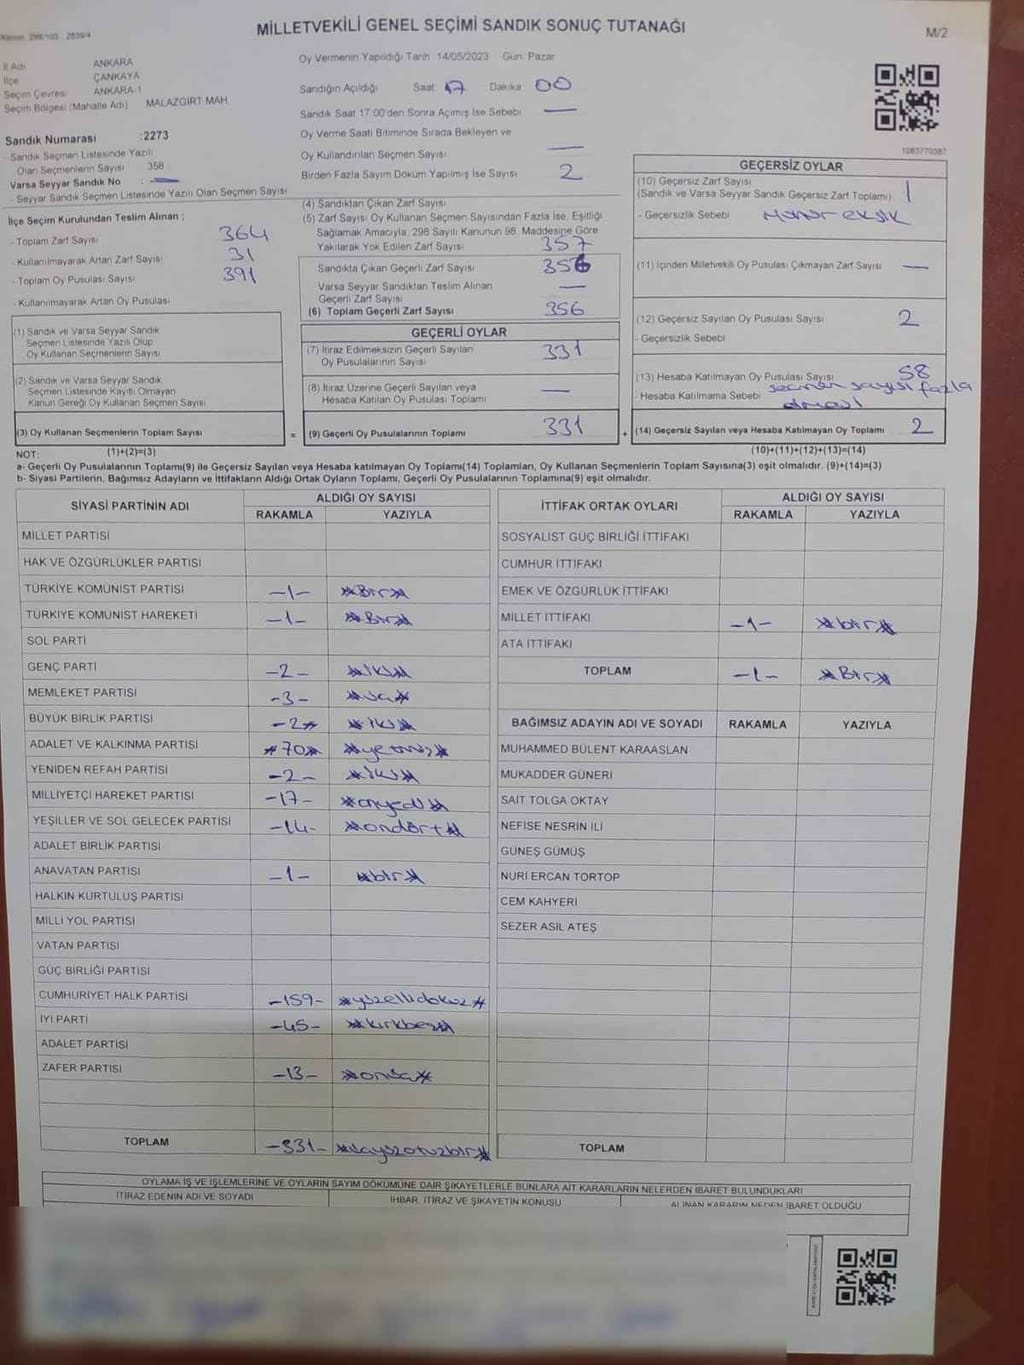 MİLLETVEKİLİ GENEL SEÇİMİ SANDIK SONUÇ TUTANAĞI
M/2
İl Adı ANKARA
İlçe ÇANKAYA
Seçim Çevresi ANKARA-1
Seçim Bölgesi (Mahalle Adı) MALAZGİRT MAH.
Oy Vermenin Yapıldığı Tarih 14/05/2023 Gün: Pazar
Sandığın Açıldığı Saat 17 Dakika 00
Sandık Saat 17:00'den Sonra Açımış İse Sebebi —
Oy Verme Saati Bitiminde Sırada Bekleyen ve
Oy Kullandırılan Seçmen Sayısı —
Birden Fazla Sayım Döküm Yapılmış İse Sayısı 2
Sandık Numarası :2273
- Sandık Seçmen Listesinde Yazılı
Olan Seçmenlerin Sayısı 358
Varsa Seyyar Sandık No : —
- Seyyar Sandık Seçmen Listesinde Yazılı Olan Seçmen Sayısı
İlçe Seçim Kurulundan Teslim Alınan ;
- Toplam Zarf Sayısı 364
- Kullanılmayarak Artan Zarf Sayısı 31
- Toplam Oy Pusulası Sayısı 391
- Kullanılmayarak Artan Oy Pusulası
(1) Sandık ve Varsa Seyyar Sandık
Seçmen Listesinde Yazılı Olup
Oy Kullanan Seçmenlerin Sayısı
(2) Sandık ve Varsa Seyyar Sandık
Seçmen Listesinde Kayıtlı Olmayan
Kanun Gereği Oy Kullanan Seçmen Sayısı
(3) Oy Kullanan Seçmenlerin Toplam Sayısı
(1)+(2)=(3)
(4) Sandıktan Çıkan Zarf Sayısı
(5) Zarf Sayısı Oy Kullanan Seçmen Sayısından Fazla İse, Eşitliği
Sağlamak Amacıyla, 298 Sayılı Kanunun 98. Maddesine Göre
Yakılarak Yok Edilen Zarf Sayısı 357
Sandıkta Çıkan Geçerli Zarf Sayısı 356
Varsa Seyyar Sandıktan Teslim Alınan
Geçerli Zarf Sayısı —
(6) Toplam Geçerli Zarf Sayısı 356
GEÇERLİ OYLAR
(7) İtiraz Edilmeksizin Geçerli Sayılan
Oy Pusulalarının Sayısı 331
(8) İtiraz Üzerine Geçerli Sayılan veya
Hesaba Katılan Oy Pusulası Toplamı —
= (9) Geçerli Oy Pusulalarının Toplamı 331 +
1083770387
GEÇERSİZ OYLAR
(10) Geçersiz Zarf Sayısı
(Sandık ve Varsa Seyyar Sandık Geçersiz Zarf Toplamı) 1
- Geçersizlik Sebebi Mühür eksik
(11) İçinden Milletvekili Oy Pusulası Çıkmayan Zarf Sayısı —
(12) Geçersiz Sayılan Oy Pusulası Sayısı 2
- Geçersizlik Sebebi
(13) Hesaba Katılmayan Oy Pusulası Sayısı 58
- Hesaba Katılmama Sebebi seçmen sayısı fazla
(14) Geçersiz Sayılan veya Hesaba Katılmayan Oy Toplamı 2
(10)+(11)+(12)+(13)=(14)
NOT:
a- Geçerli Oy Pusulalarının Toplamı(9) ile Geçersiz Sayılan veya Hesaba katılmayan Oy Toplamı(14) Toplamları, Oy Kullanan Seçmenlerin Toplam Sayısına(3) eşit olmalıdır. (9)+(14)=(3)
b- Siyasi Partilerin, Bağımsız Adayların ve İttifakların Aldığı Ortak Oyların Toplamı, Geçerli Oy Pusulalarının Toplamına(9) eşit olmalıdır.
SİYASİ PARTİNİN ADI ALDIĞI OY SAYISI
RAKAMLA YAZIYLA
MİLLET PARTİSİ
HAK VE ÖZGÜRLÜKLER PARTİSİ
TÜRKİYE KOMÜNİST PARTİSİ -1- Bir
TÜRKİYE KOMÜNİST HAREKETİ -1- Bir
SOL PARTİ
GENÇ PARTİ -2- iki
MEMLEKET PARTİSİ -3- üç
BÜYÜK BİRLİK PARTİSİ -2- iki
ADALET VE KALKINMA PARTİSİ 70 yetmiş
YENİDEN REFAH PARTİSİ -2- iki
MİLLİYETÇİ HAREKET PARTİSİ -17- onyedi
YEŞİLLER VE SOL GELECEK PARTİSİ -14- ondört
ADALET BİRLİK PARTİSİ
ANAVATAN PARTİSİ -1- bir
HALKIN KURTULUŞ PARTİSİ
MİLLİ YOL PARTİSİ
VATAN PARTİSİ
GÜÇ BİRLİĞİ PARTİSİ
CUMHURİYET HALK PARTİSİ -159- yüzellidokuz
İYİ PARTİ -45- kırkbeş
ADALET PARTİSİ
ZAFER PARTİSİ -13- onüç
TOPLAM -331- üçyüzotuzbir
İTTİFAK ORTAK OYLARI ALDIĞI OY SAYISI
RAKAMLA YAZIYLA
SOSYALİST GÜÇ BİRLİĞİ İTTİFAKI
CUMHUR İTTİFAKI
EMEK VE ÖZGÜRLÜK İTTİFAKI
MİLLET İTTİFAKI -1- bir
ATA İTTİFAKI
TOPLAM -1- Bir
BAĞIMSIZ ADAYIN ADI VE SOYADI RAKAMLA YAZIYLA
MUHAMMED BÜLENT KARAASLAN
MUKADDER GÜNERİ
SAİT TOLGA OKTAY
NEFİSE NESRİN İLİ
GÜNEŞ GÜMÜŞ
NURİ ERCAN TORTOP
CEM KAHYERİ
SEZER ASİL ATEŞ
TOPLAM
OYLAMA İŞ VE İŞLEMLERİNE VE OYLARIN SAYIM DÖKÜMÜNE DAİR ŞİKAYETLERLE BUNLARA AİT KARARLARIN NELERDEN İBARET BULUNDUKLARI
İTİRAZ EDENİN ADI VE SOYADI İHBAR, İTİRAZ VE ŞİKAYETİN KONUSU ALINAN KARARIN NEDEN İBARET OLDUĞU